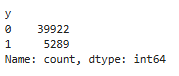 y
0    39922
1     5289
Name: count, dtype: int64